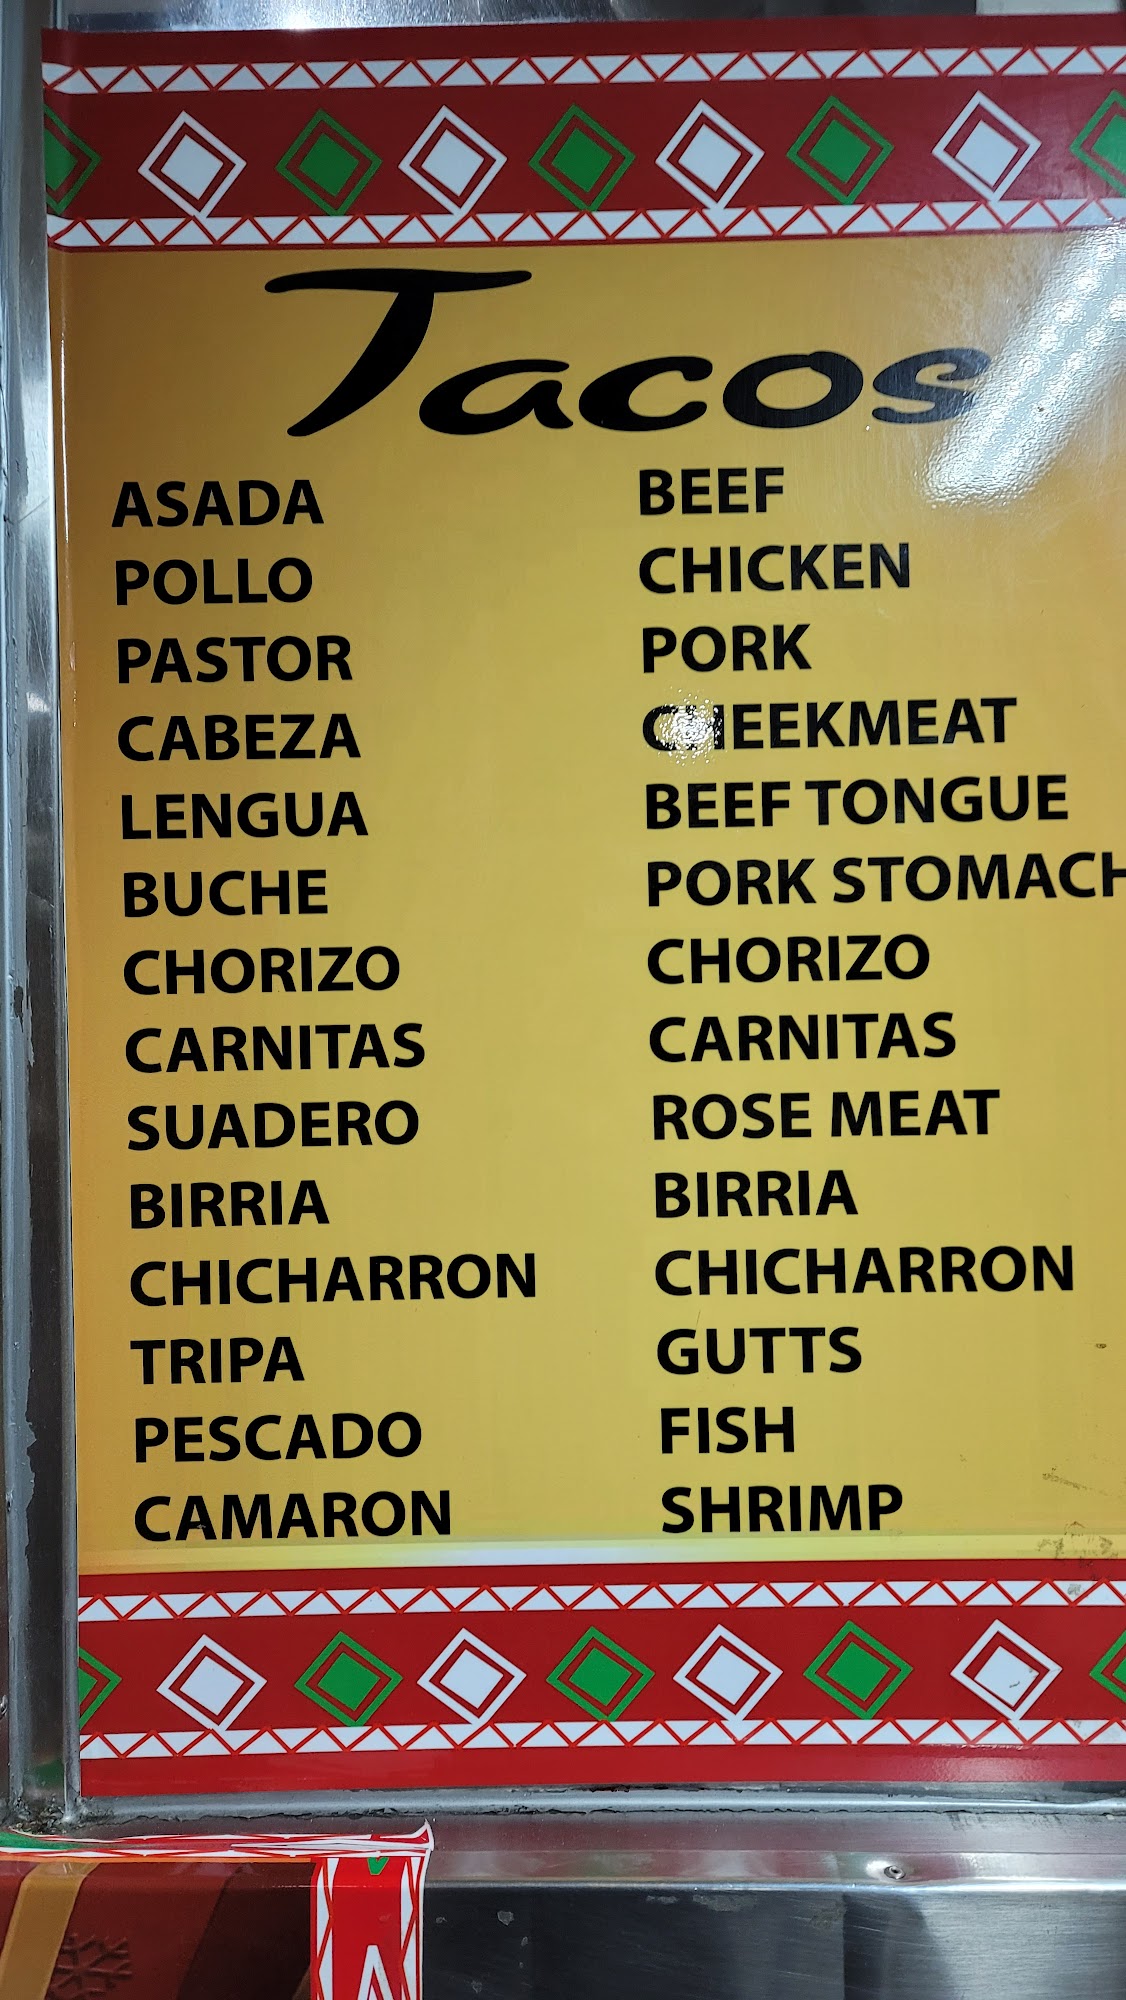 Tacos
ASADA BEEF
POLLO CHICKEN
PASTOR PORK
CABEZA CHEEKMEAT
LENGUA BEEF TONGUE
BUCHE PORK STOMACH
CHORIZO CHORIZO
CARNITAS CARNITAS
SUADERO ROSE MEAT
BIRRIA BIRRIA
CHICHARRON CHICHARRON
TRIPA GUTTS
PESCADO FISH
CAMARON SHRIMP
A